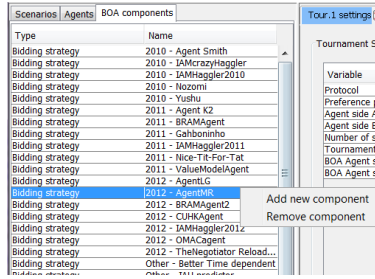 Scenarios Agents BOA components
Type Name
Bidding strategy 2010 - Agent Smith
Bidding strategy 2010 - IAMcrazyHaggler
Bidding strategy 2010 - IAMHaggler2010
Bidding strategy 2010 - Nozomi
Bidding strategy 2010 - Yushu
Bidding strategy 2011 - Agent K2
Bidding strategy 2011 - BRAMAgent
Bidding strategy 2011 - Gahboninho
Bidding strategy 2011 - IAMHaggler2011
Bidding strategy 2011 - Nice-Tit-For-Tat
Bidding strategy 2011 - ValueModelAgent
Bidding strategy 2012 - AgentLG
Bidding strategy 2012 - AgentMR
Bidding strategy 2012 - BRAMAgent2
Bidding strategy 2012 - CUHKAgent
Bidding strategy 2012 - IAMHaggler2012
Bidding strategy 2012 - OMACagent
Bidding strategy 2012 - TheNegotiator Reload...
Bidding strategy Other - Better Time dependent
Bidding strategy Other - IAH predictor
Add new component
Remove component
Tour.1 settings
Tournament S
Variable
Protocol
Preference p
Agent side A
Agent side B
Number of s
Tournament
BOA Agent s
BOA Agent s